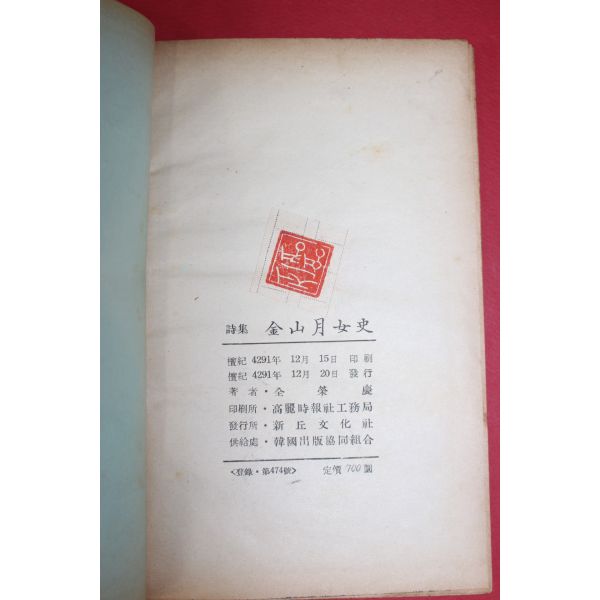 詩集 金山月女史
檀紀 4291年 12月 15日 印刷
檀紀 4291年 12月 20日 發行
著者・全榮慶
印刷所・高麗時報社工務局
發行所・新丘文化社
供給處・韓國出版協同組合
<登錄・第474號> 定價 700圜